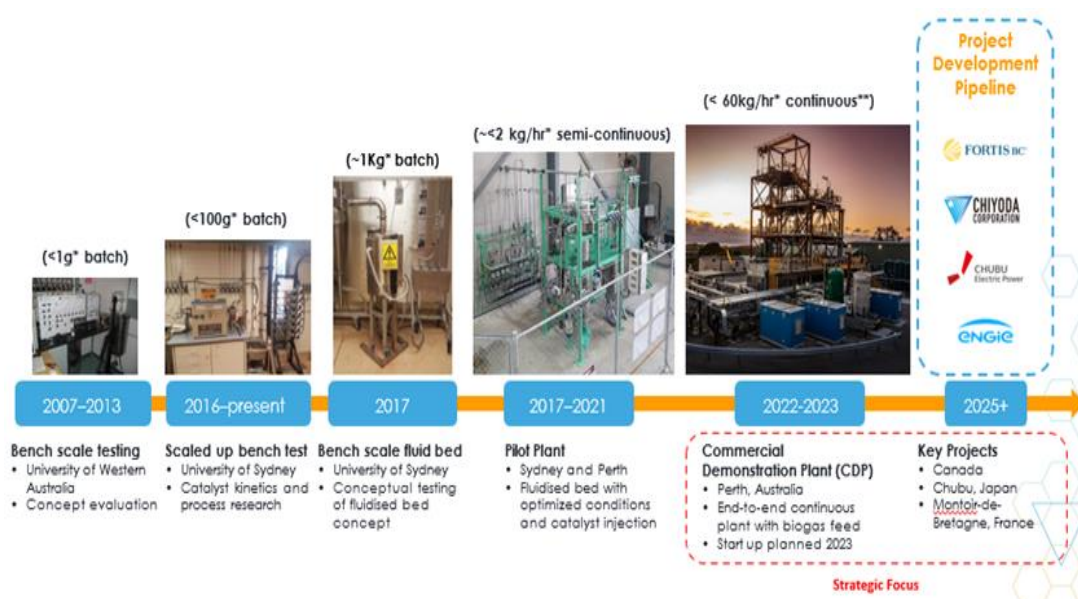 Project
Development
Pipeline
(< 60kg/hr* continuous**)
(~<2 kg/hr* semi-continuous)
(~1Kg* batch)
(<100g* batch)
(<1g* batch)
FORTIS BC
CHIYODA
CORPORATION
CHUBU
Electric Power
ENGIE
2007–2013
2016–present
2017
2017–2021
2022-2023
2025+
Bench scale testing
• University of Western
Australia
• Concept evaluation
Scaled up bench test
• University of Sydney
• Catalyst kinetics and
process research
Bench scale fluid bed
• University of Sydney
• Conceptual testing
of fluidised bed
concept
Pilot Plant
• Sydney and Perth
• Fluidised bed with
optimized conditions
and catalyst injection
Commercial
Demonstration Plant (CDP)
• Perth, Australia
• End-to-end continuous
plant with biogas feed
• Start up planned 2023
Key Projects
• Canada
• Chubu, Japan
• Montoir-de-
Bretagne, France
Strategic Focus